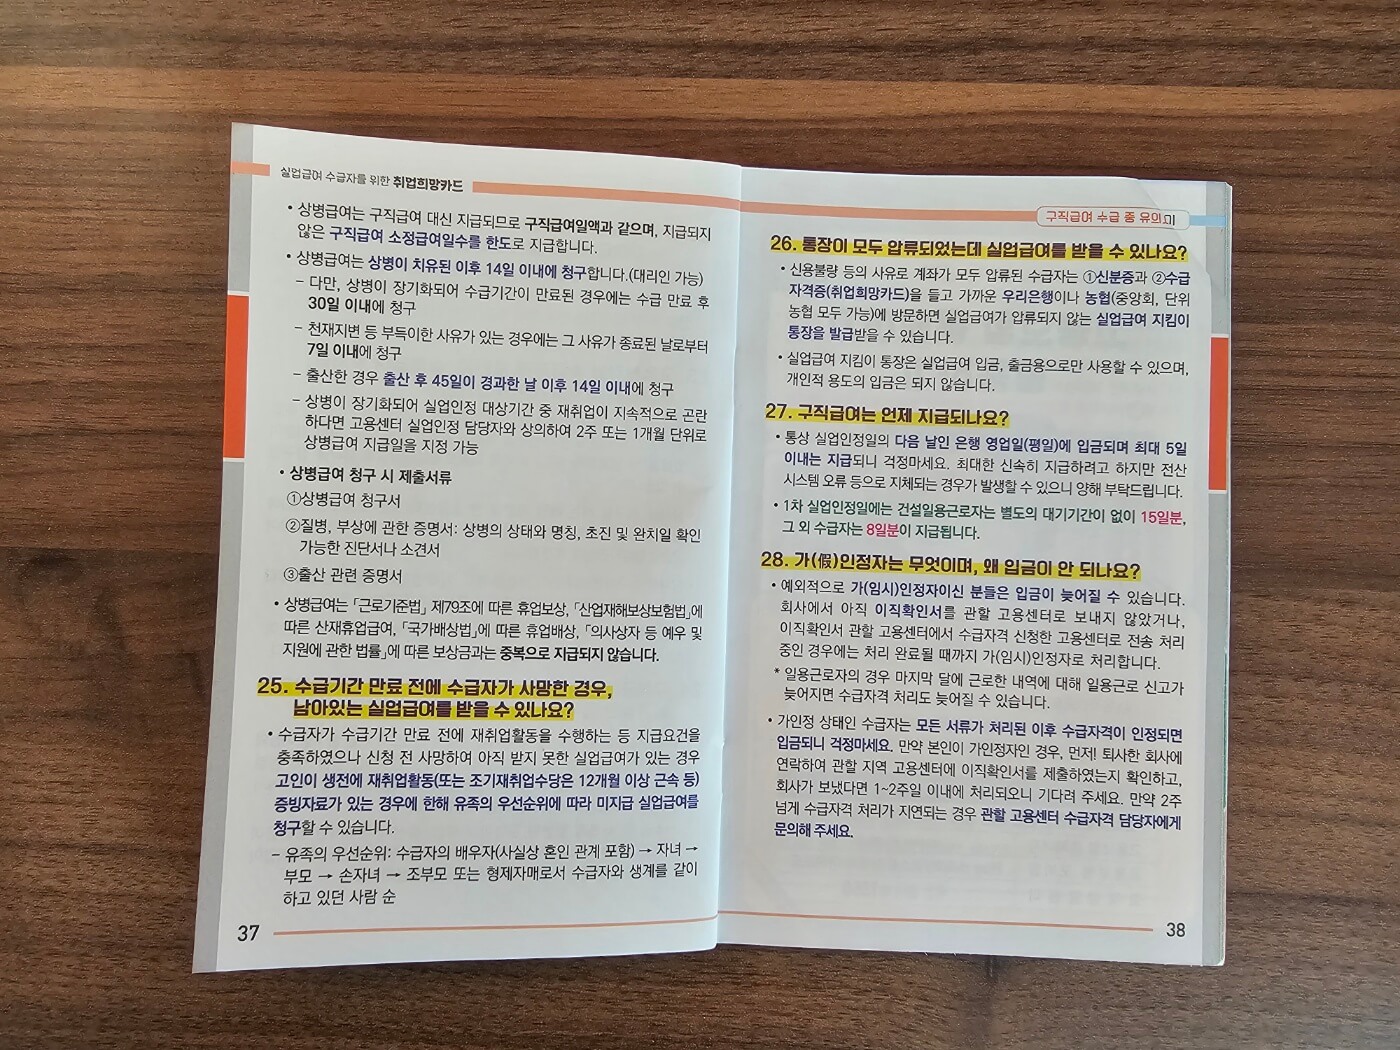 실업급여 수급자를 위한 취업희망카드
• 상병급여는 구직급여 대신 지급되므로 구직급여일액과 같으며, 지급되지
않은 구직급여 소정급여일수를 한도로 지급합니다.
• 상병급여는 상병이 치유된 이후 14일 이내에 청구합니다.(대리인 가능)
– 다만, 상병이 장기화되어 수급기간이 만료된 경우에는 수급 만료 후
30일 이내에 청구
– 천재지변 등 부득이한 사유가 있는 경우에는 그 사유가 종료된 날로부터
7일 이내에 청구
– 출산한 경우 출산 후 45일이 경과한 날 이후 14일 이내에 청구
– 상병이 장기화되어 실업인정 대상기간 중 재취업이 지속적으로 곤란
하다면 고용센터 실업인정 담당자와 상의하여 2주 또는 1개월 단위로
상병급여 지급일을 지정 가능
• 상병급여 청구 시 제출서류
①상병급여 청구서
②질병, 부상에 관한 증명서: 상병의 상태와 명칭, 초진 및 완치일 확인
가능한 진단서나 소견서
③출산 관련 증명서
• 상병급여는 「근로기준법」 제79조에 따른 휴업보상, 「산업재해보상보험법」에
따른 산재휴업급여, 「국가배상법」에 따른 휴업배상, 「의사상자 등 예우 및
지원에 관한 법률」에 따른 보상금과는 중복으로 지급되지 않습니다.
25. 수급기간 만료 전에 수급자가 사망한 경우,
남아있는 실업급여를 받을 수 있나요?
• 수급자가 수급기간 만료 전에 재취업활동을 수행하는 등 지급요건을
충족하였으나 신청 전 사망하여 아직 받지 못한 실업급여가 있는 경우
고인이 생전에 재취업활동(또는 조기재취업수당은 12개월 이상 근속 등)
증빙자료가 있는 경우에 한해 유족의 우선순위에 따라 미지급 실업급여를
청구할 수 있습니다.
– 유족의 우선순위: 수급자의 배우자(사실상 혼인 관계 포함) → 자녀 →
부모 → 손자녀 → 조부모 또는 형제자매로서 수급자와 생계를 같이
하고 있던 사람 순
37
구직급여 수급 중 유의
26. 통장이 모두 압류되었는데 실업급여를 받을 수 있나요?
• 신용불량 등의 사유로 계좌가 모두 압류된 수급자는 ①신분증과 ②수급
자격증(취업희망카드)을 들고 가까운 우리은행이나 농협(중앙회, 단위
농협 모두 가능)에 방문하면 실업급여가 압류되지 않는 실업급여 지킴이
통장을 발급받을 수 있습니다.
• 실업급여 지킴이 통장은 실업급여 입금, 출금용으로만 사용할 수 있으며,
개인적 용도의 입금은 되지 않습니다.
27. 구직급여는 언제 지급되나요?
• 통상 실업인정일의 다음 날인 은행 영업일(평일)에 입금되며 최대 5일
이내는 지급되니 걱정마세요. 최대한 신속히 지급하려고 하지만 전산
시스템 오류 등으로 지체되는 경우가 발생할 수 있으니 양해 부탁드립니다.
• 1차 실업인정일에는 건설일용근로자는 별도의 대기기간이 없이 15일분,
그 외 수급자는 8일분이 지급됩니다.
28. 가(假)인정자는 무엇이며, 왜 입금이 안 되나요?
• 예외적으로 가(임시)인정자이신 분들은 입금이 늦어질 수 있습니다.
회사에서 아직 이직확인서를 관할 고용센터로 보내지 않았거나,
이직확인서 관할 고용센터에서 수급자격 신청한 고용센터로 전송 처리
중인 경우에는 처리 완료될 때까지 가(임시)인정자로 처리합니다.
* 일용근로자의 경우 마지막 달에 근로한 내역에 대해 일용근로 신고가
늦어지면 수급자격 처리도 늦어질 수 있습니다.
• 가인정 상태인 수급자는 모든 서류가 처리된 이후 수급자격이 인정되면
입금되니 걱정마세요. 만약 본인이 가인정자인 경우, 먼저! 퇴사한 회사에
연락하여 관할 지역 고용센터에 이직확인서를 제출하였는지 확인하고,
회사가 보냈다면 1~2주일 이내에 처리되오니 기다려 주세요. 만약 2주
넘게 수급자격 처리가 지연되는 경우 관할 고용센터 수급자격 담당자에게
문의해 주세요.
38